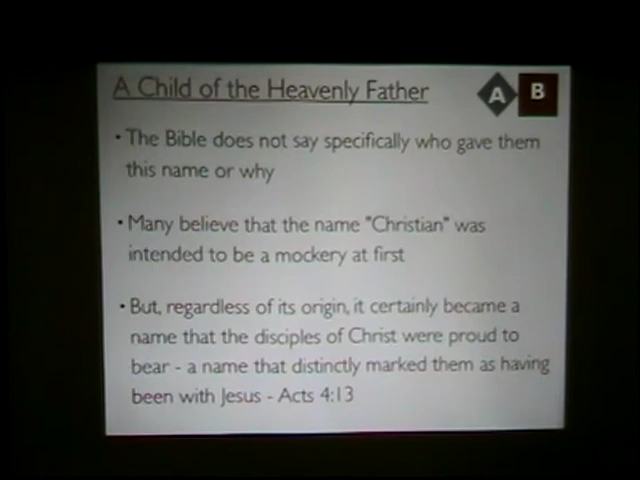 A Child of the Heavenly Father
A B
• The Bible does not say specifically who gave them
this name or why
• Many believe that the name "Christian" was
intended to be a mockery at first
• But, regardless of its origin, it certainly became a
name that the disciples of Christ were proud to
bear - a name that distinctly marked them as having
been with Jesus - Acts 4:13